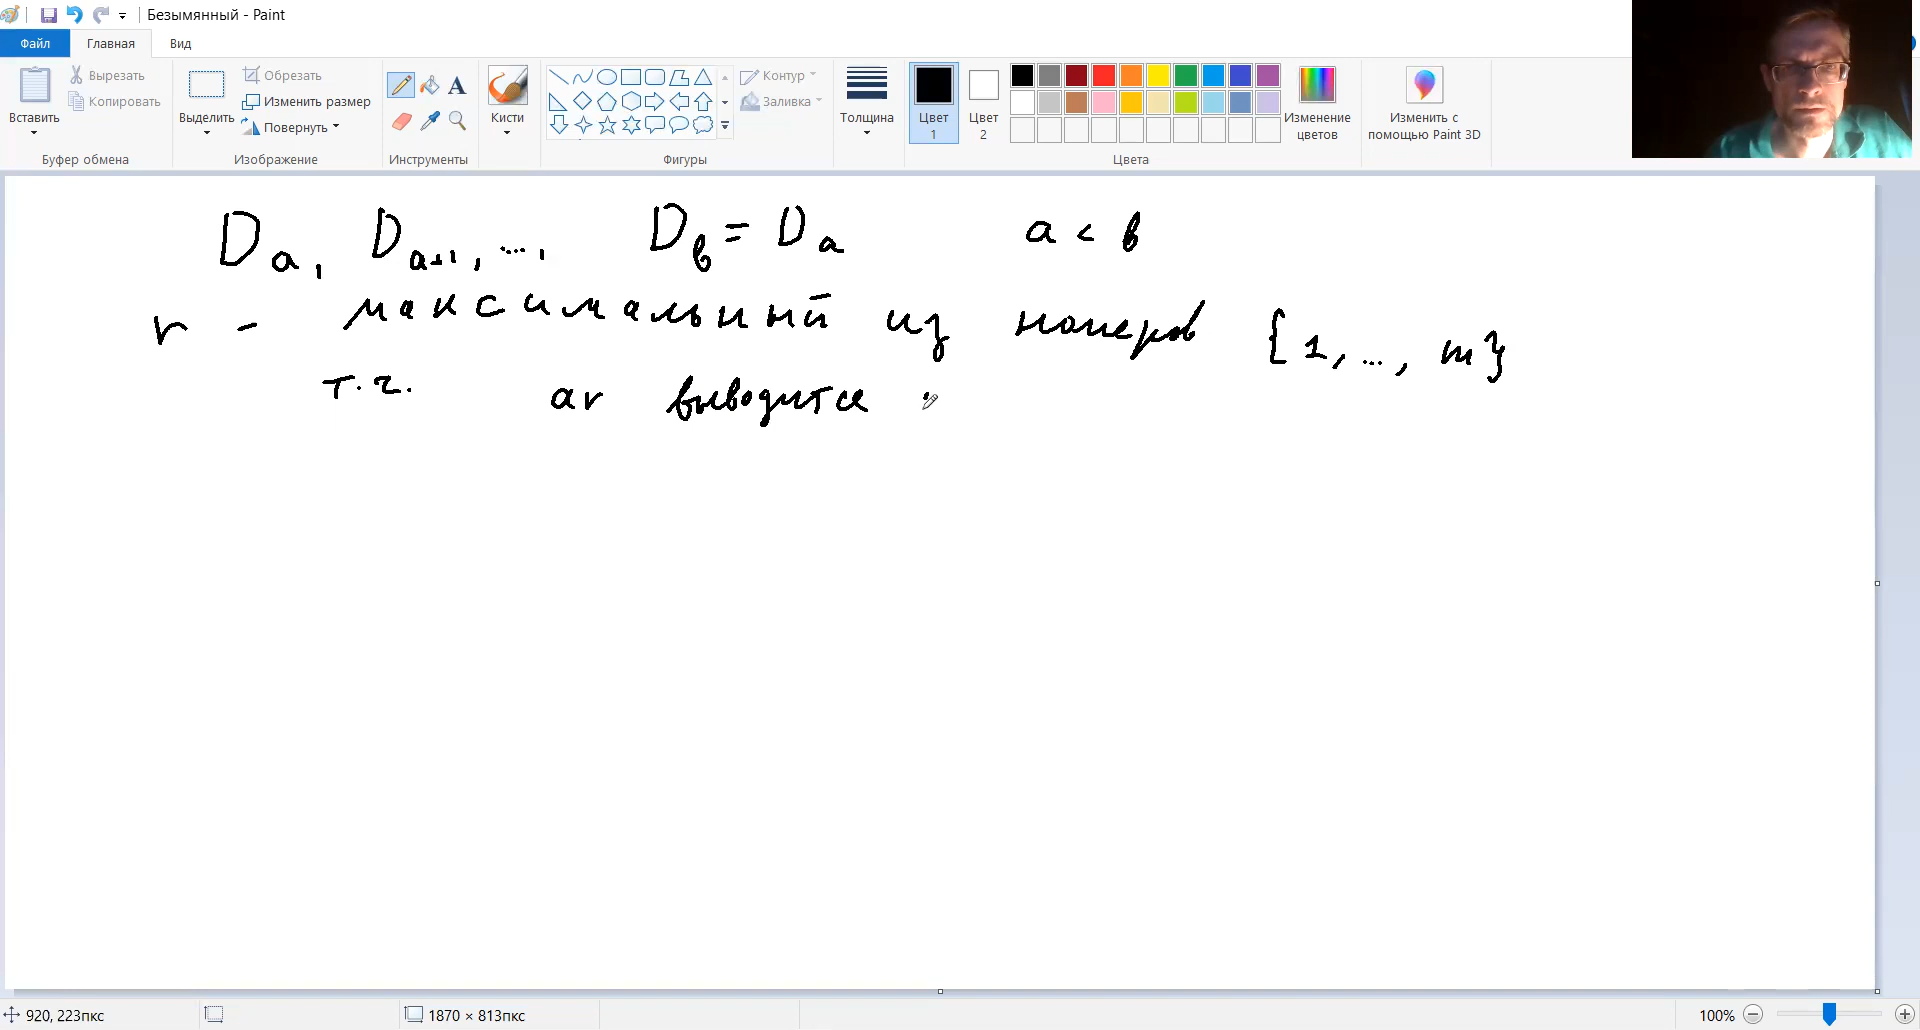 Безымянный - Paint
Файл Главная Вид
Вставить
Вырезать
Копировать
Буфер обмена
Выделить
Обрезать
Изменить размер
Повернуть
Изображение
Инструменты
Кисти
Контур
Заливка
Фигуры
Толщина
Цвет 1
Цвет 2
Изменение цветов
Цвета
Изменить с помощью Paint 3D
D_a, D_{a+1}, ..., D_b = D_a a < b
r - максимальный из номеров {1, ..., m}
т.ч. ar выводится
920, 223пкс 1870 × 813пкс 100%